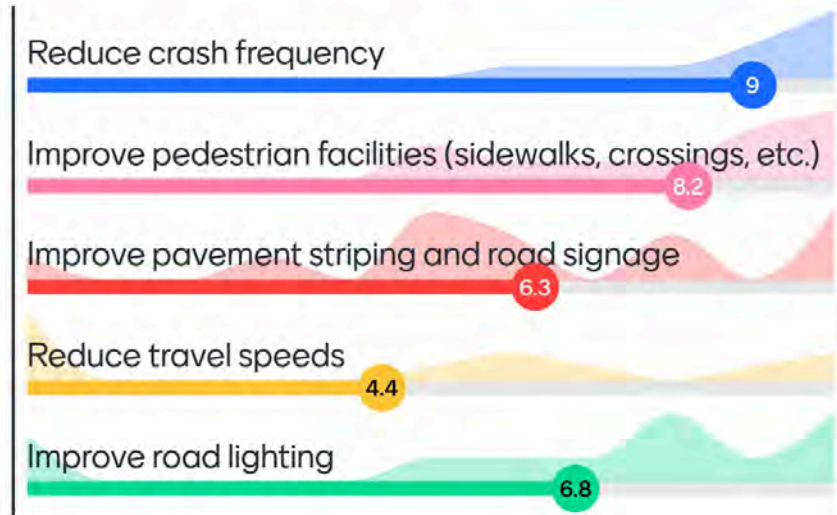 Reduce crash frequency
9
Improve pedestrian facilities (sidewalks, crossings, etc.)
8.2
Improve pavement striping and road signage
6.3
Reduce travel speeds
4.4
Improve road lighting
6.8